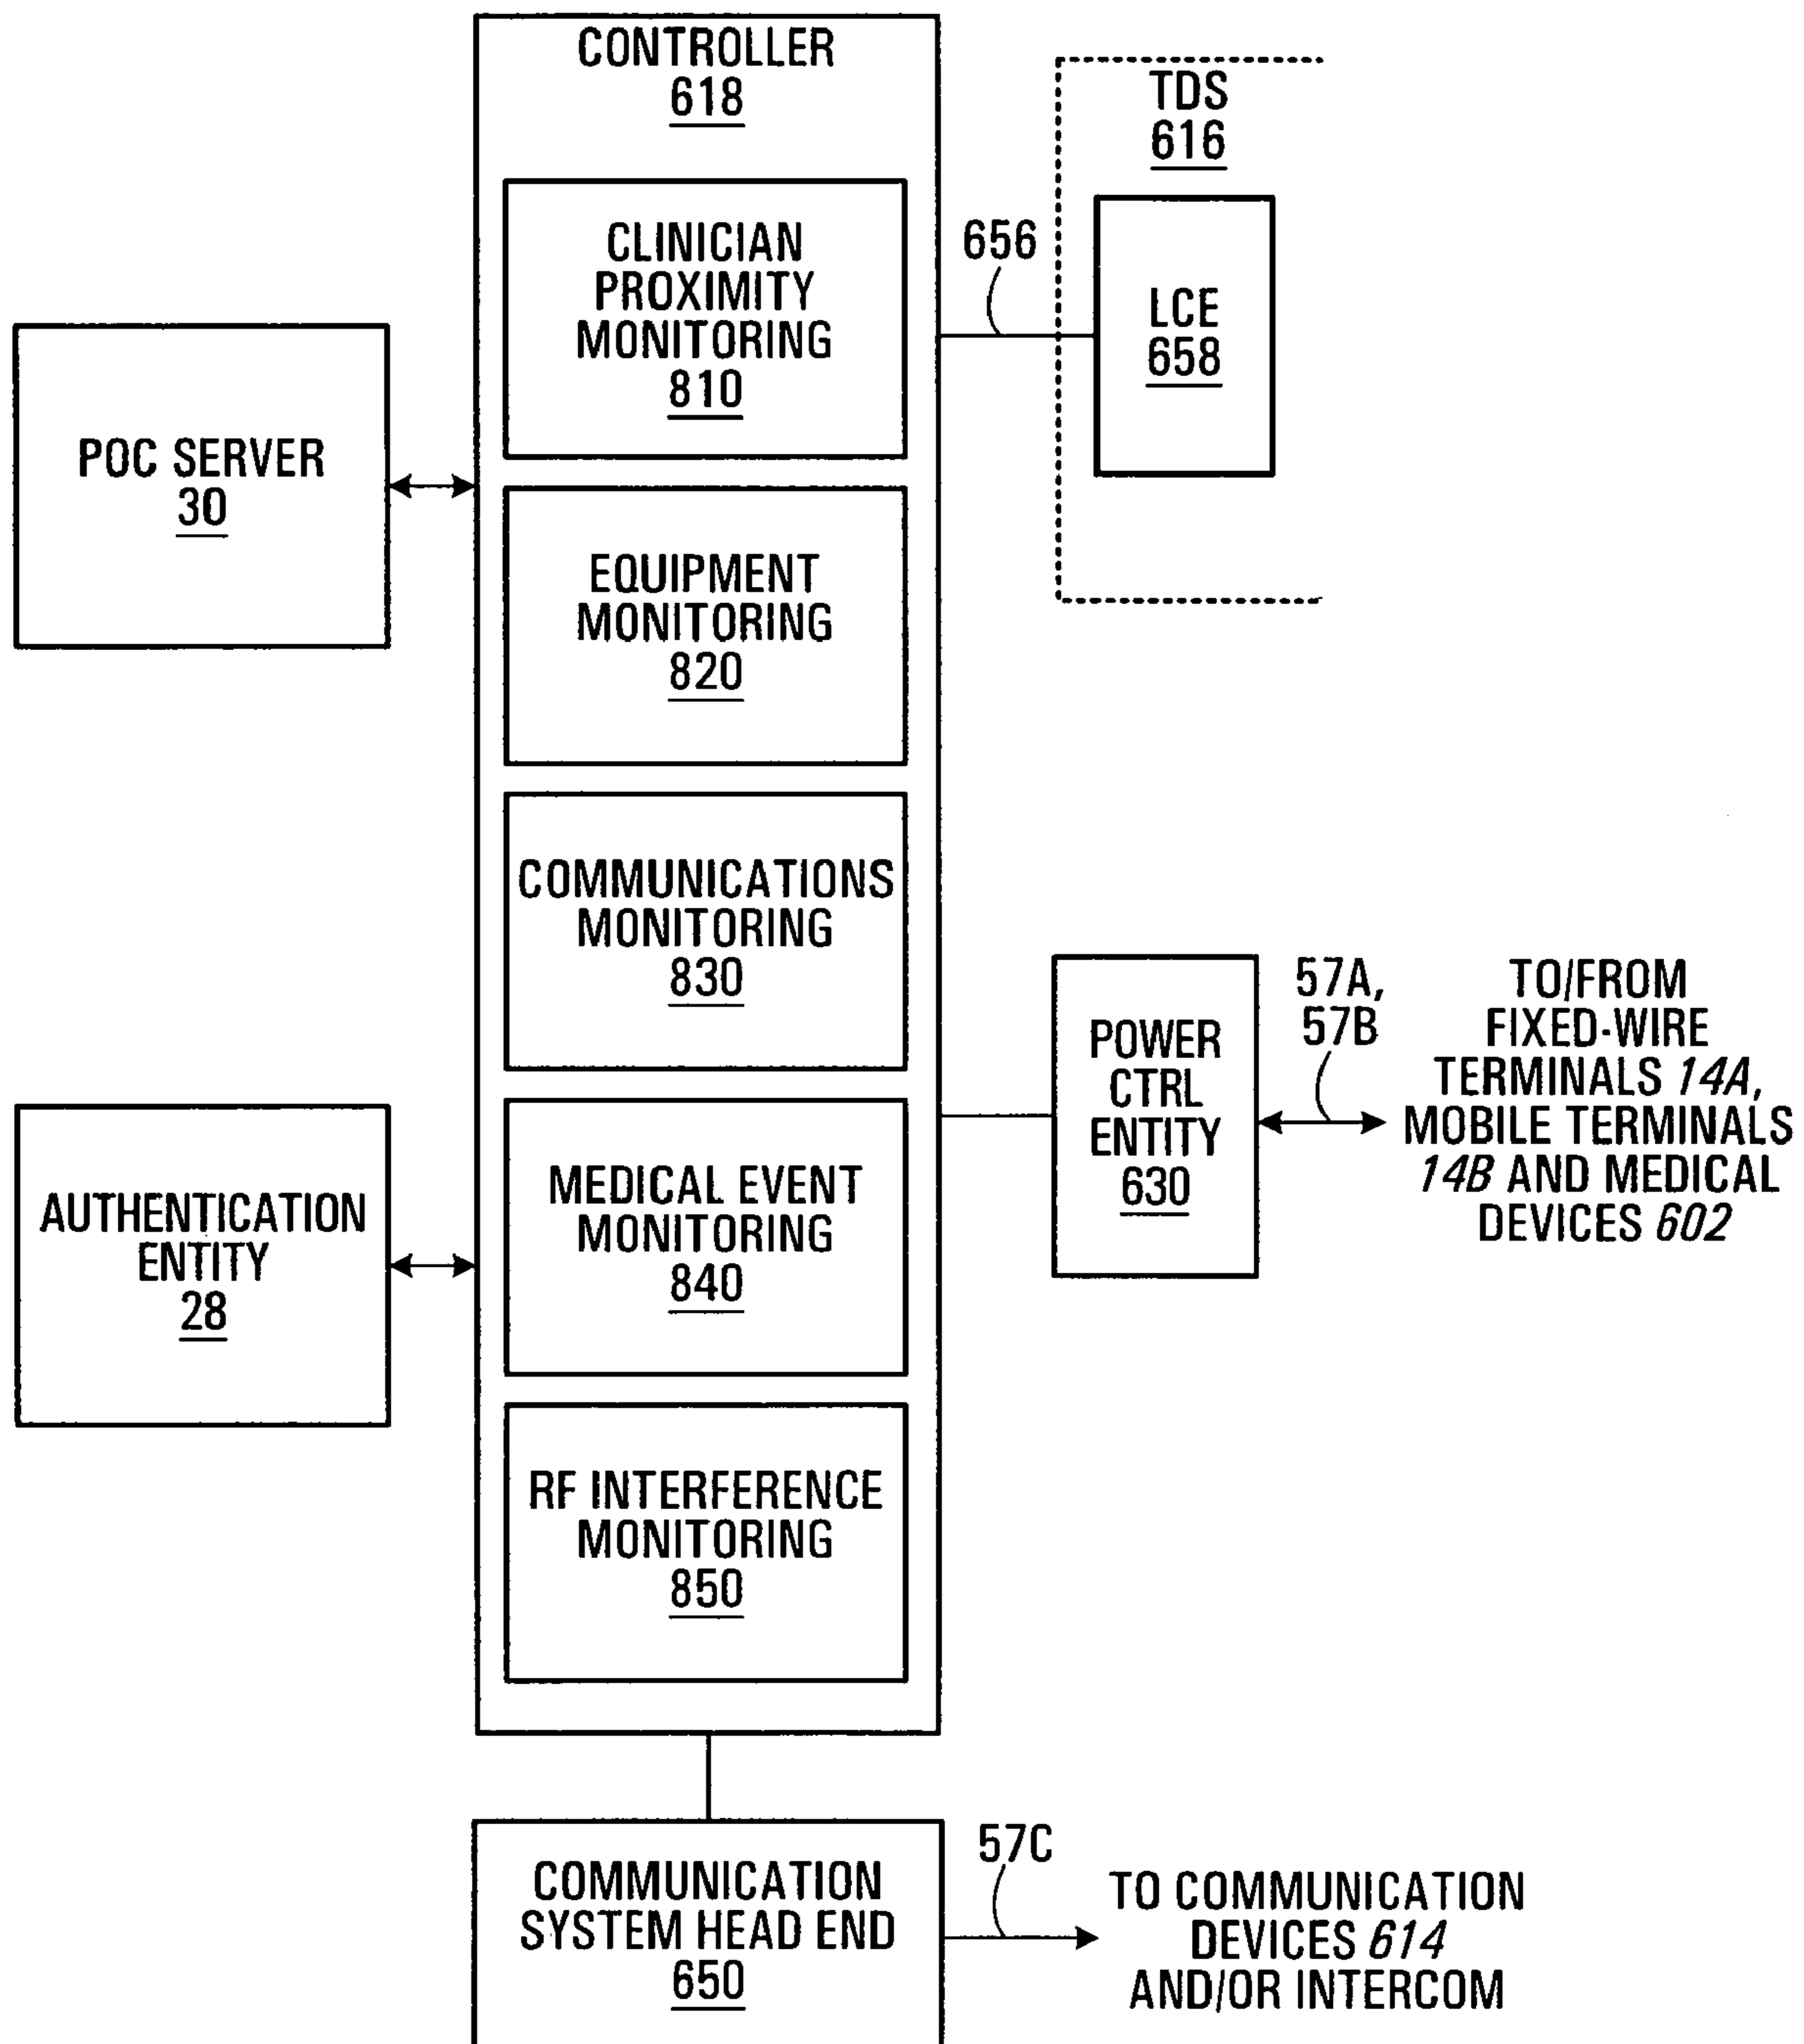 CONTROLLER
618
CLINICIAN
PROXIMITY
MONITORING
810
EQUIPMENT
MONITORING
820
COMMUNICATIONS
MONITORING
830
MEDICAL EVENT
MONITORING
840
RF INTERFERENCE
MONITORING
850
TDS
616
656
LCE
658
POC SERVER
30
AUTHENTICATION
ENTITY
28
POWER
CTRL
ENTITY
630
57A,
57B
TO/FROM
FIXED-WIRE
TERMINALS 14A,
MOBILE TERMINALS
14B AND MEDICAL
DEVICES 602
COMMUNICATION
SYSTEM HEAD END
650
57C
TO COMMUNICATION
DEVICES 614
AND/OR INTERCOM